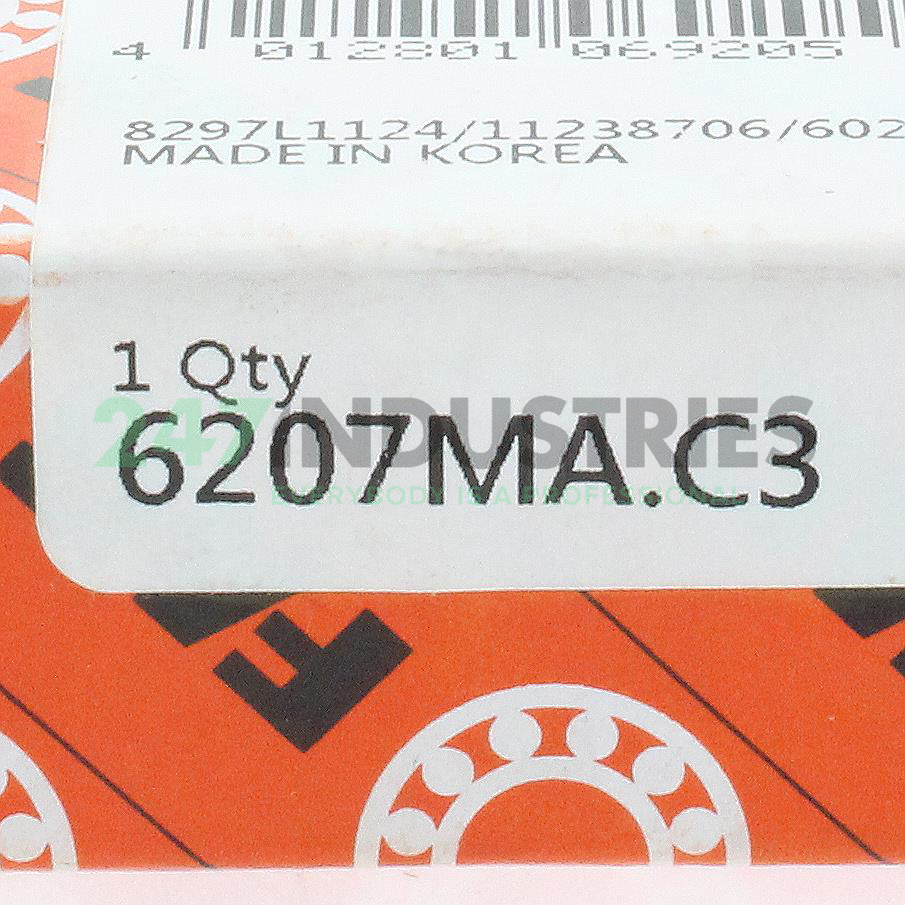 4 012801 069205
8297L1124/11238706/602
MADE IN KOREA
1 Qty
247INDUSTRIES
6207MA.C3
EVERYBODY IS A PROFESSIONAL